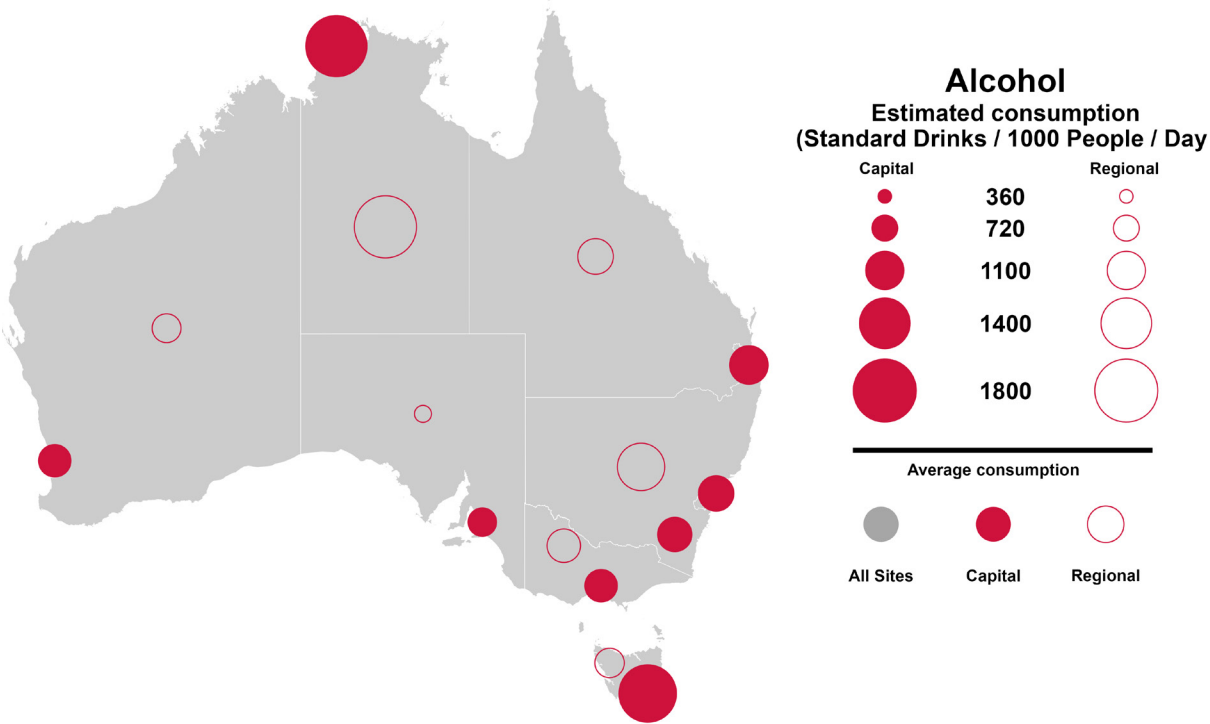 Alcohol
Estimated consumption
(Standard Drinks / 1000 People / Day
Capital
Regional
360
720
1100
1400
1800
Average consumption
All Sites
Capital
Regional